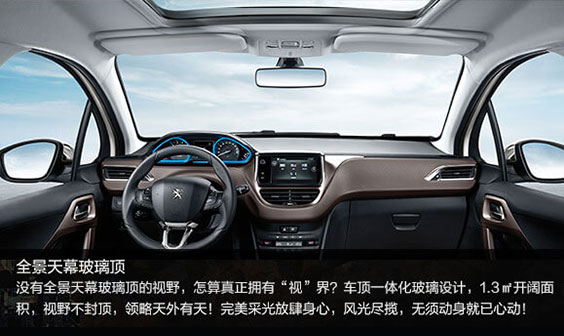 全景天幕玻璃顶
没有全景天幕玻璃顶的视野，怎算真正拥有“视”界？车顶一体化玻璃设计，1.3㎡开阔面
积，视野不封顶，领略天外有天！完美采光放肆身心，风光尽揽，无须动身就已心动！